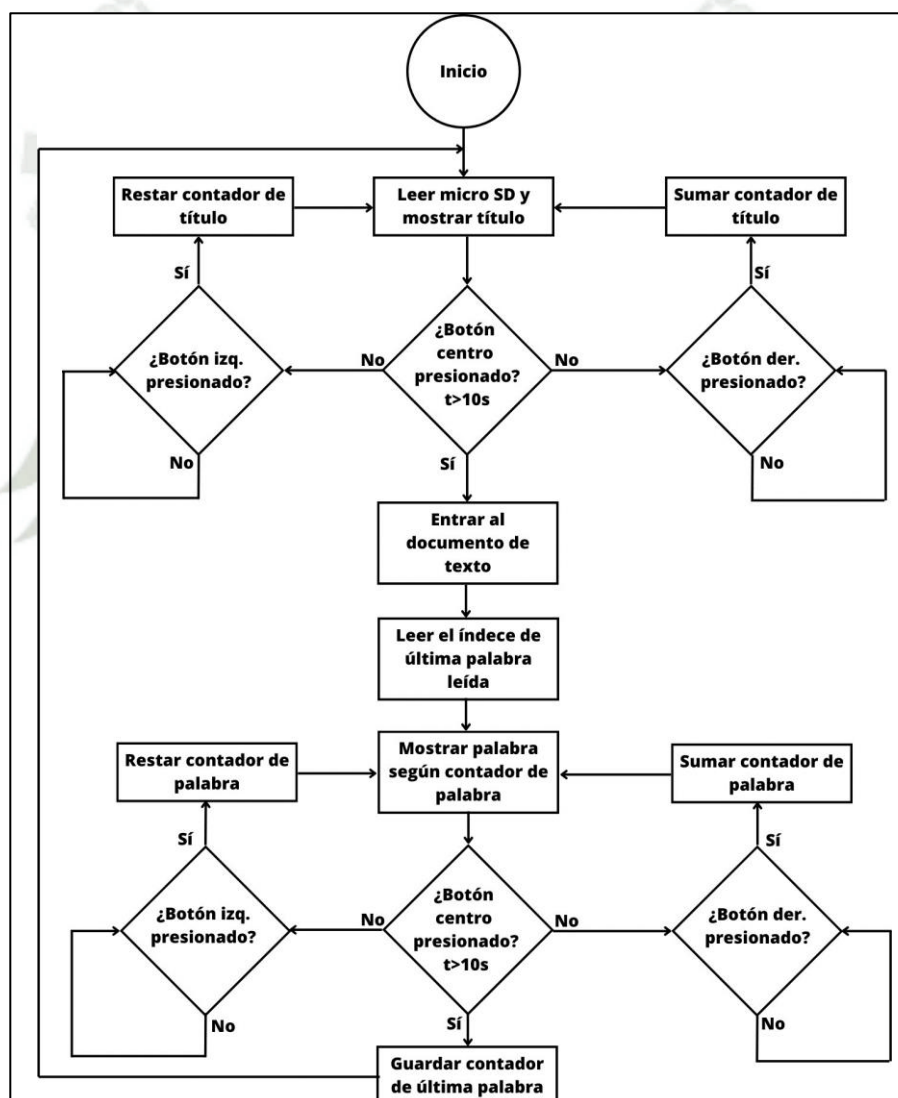 Inicio
Restar contador de
título
Leer micro SD y
mostrar título
Sumar contador de
título
Sí
Sí
¿Botón izq.
presionado?
No
¿Botón
centro
presionado?
t>10s
No
¿Botón der.
presionado?
No
Sí
No
Entrar al
documento de
texto
Leer el índece de
última palabra
leída
Restar contador de
palabra
Mostrar palabra
según contador de
palabra
Sumar contador de
palabra
Sí
Sí
¿Botón izq.
presionado?
No
¿Botón
centro
presionado?
t>10s
No
¿Botón der.
presionado?
No
Sí
No
Guardar contador
de última palabra